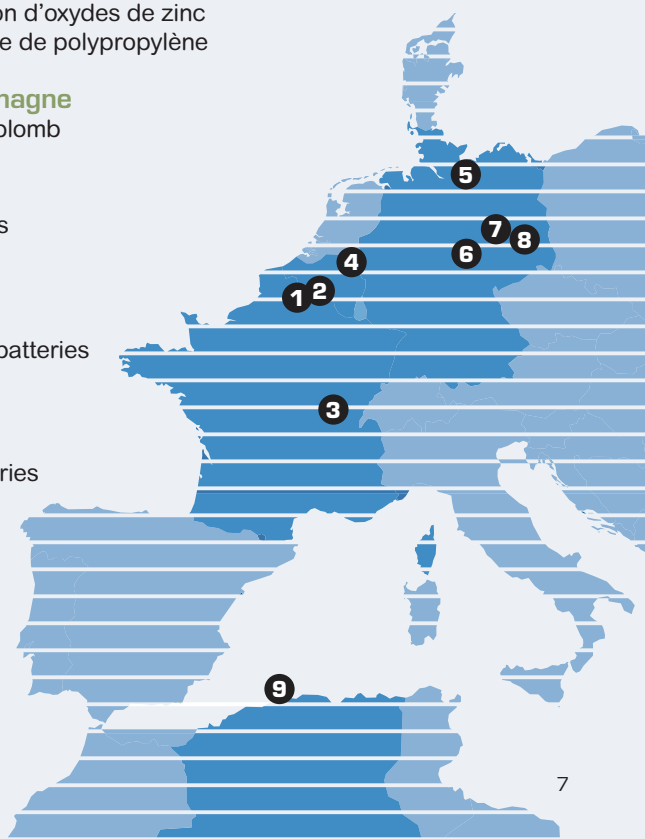 on d'oxydes de zinc
e de polypropylène
magne
plomb
s
batteries
ries
5
7
8
6
4
1
2
3
9
7